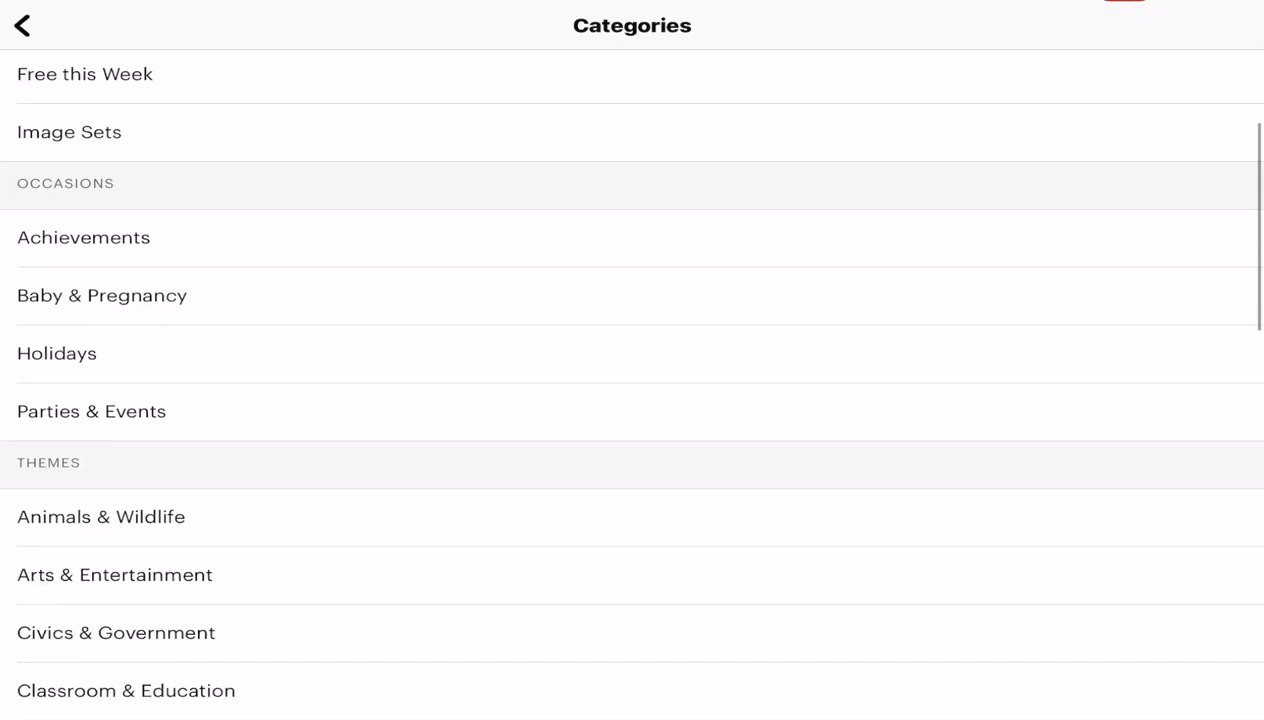 Categories
Free this Week
Image Sets
OCCASIONS
Achievements
Baby & Pregnancy
Holidays
Parties & Events
THEMES
Animals & Wildlife
Arts & Entertainment
Civics & Government
Classroom & Education